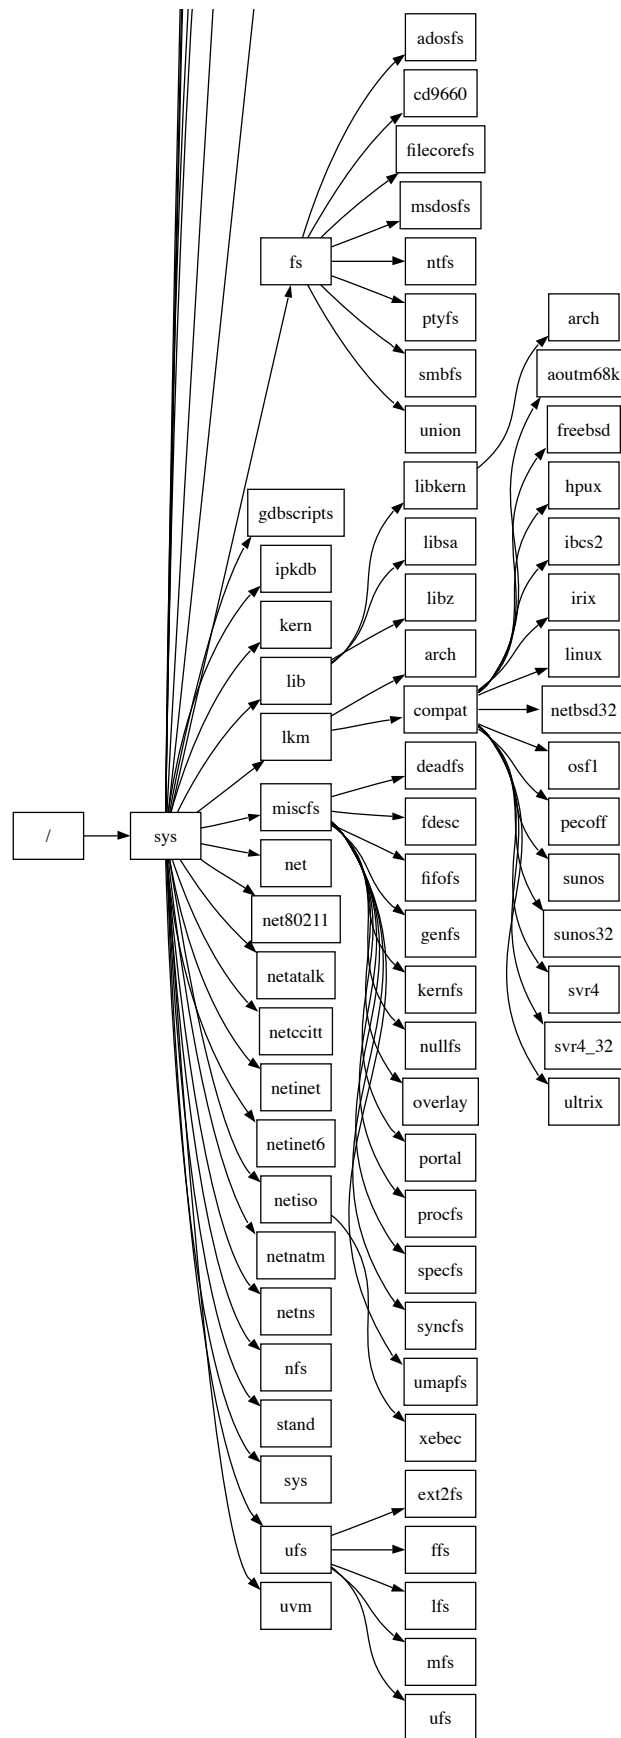 /
sys
fs
gdbscripts
ipkdb
kern
lib
lkm
miscfs
net
net80211
netatalk
netccitt
netinet
netinet6
netiso
netnatm
netns
nfs
stand
sys
ufs
uvm
adosfs
cd9660
filecorefs
msdosfs
ntfs
ptyfs
smbfs
union
libkern
libsa
libz
arch
compat
deadfs
fdesc
fifofs
genfs
kernfs
nullfs
overlay
portal
procfs
specfs
syncfs
umapfs
xebec
ext2fs
ffs
lfs
mfs
ufs
arch
aoutm68k
freebsd
hpux
ibcs2
irix
linux
netbsd32
osf1
pecoff
sunos
sunos32
svr4
svr4_32
ultrix